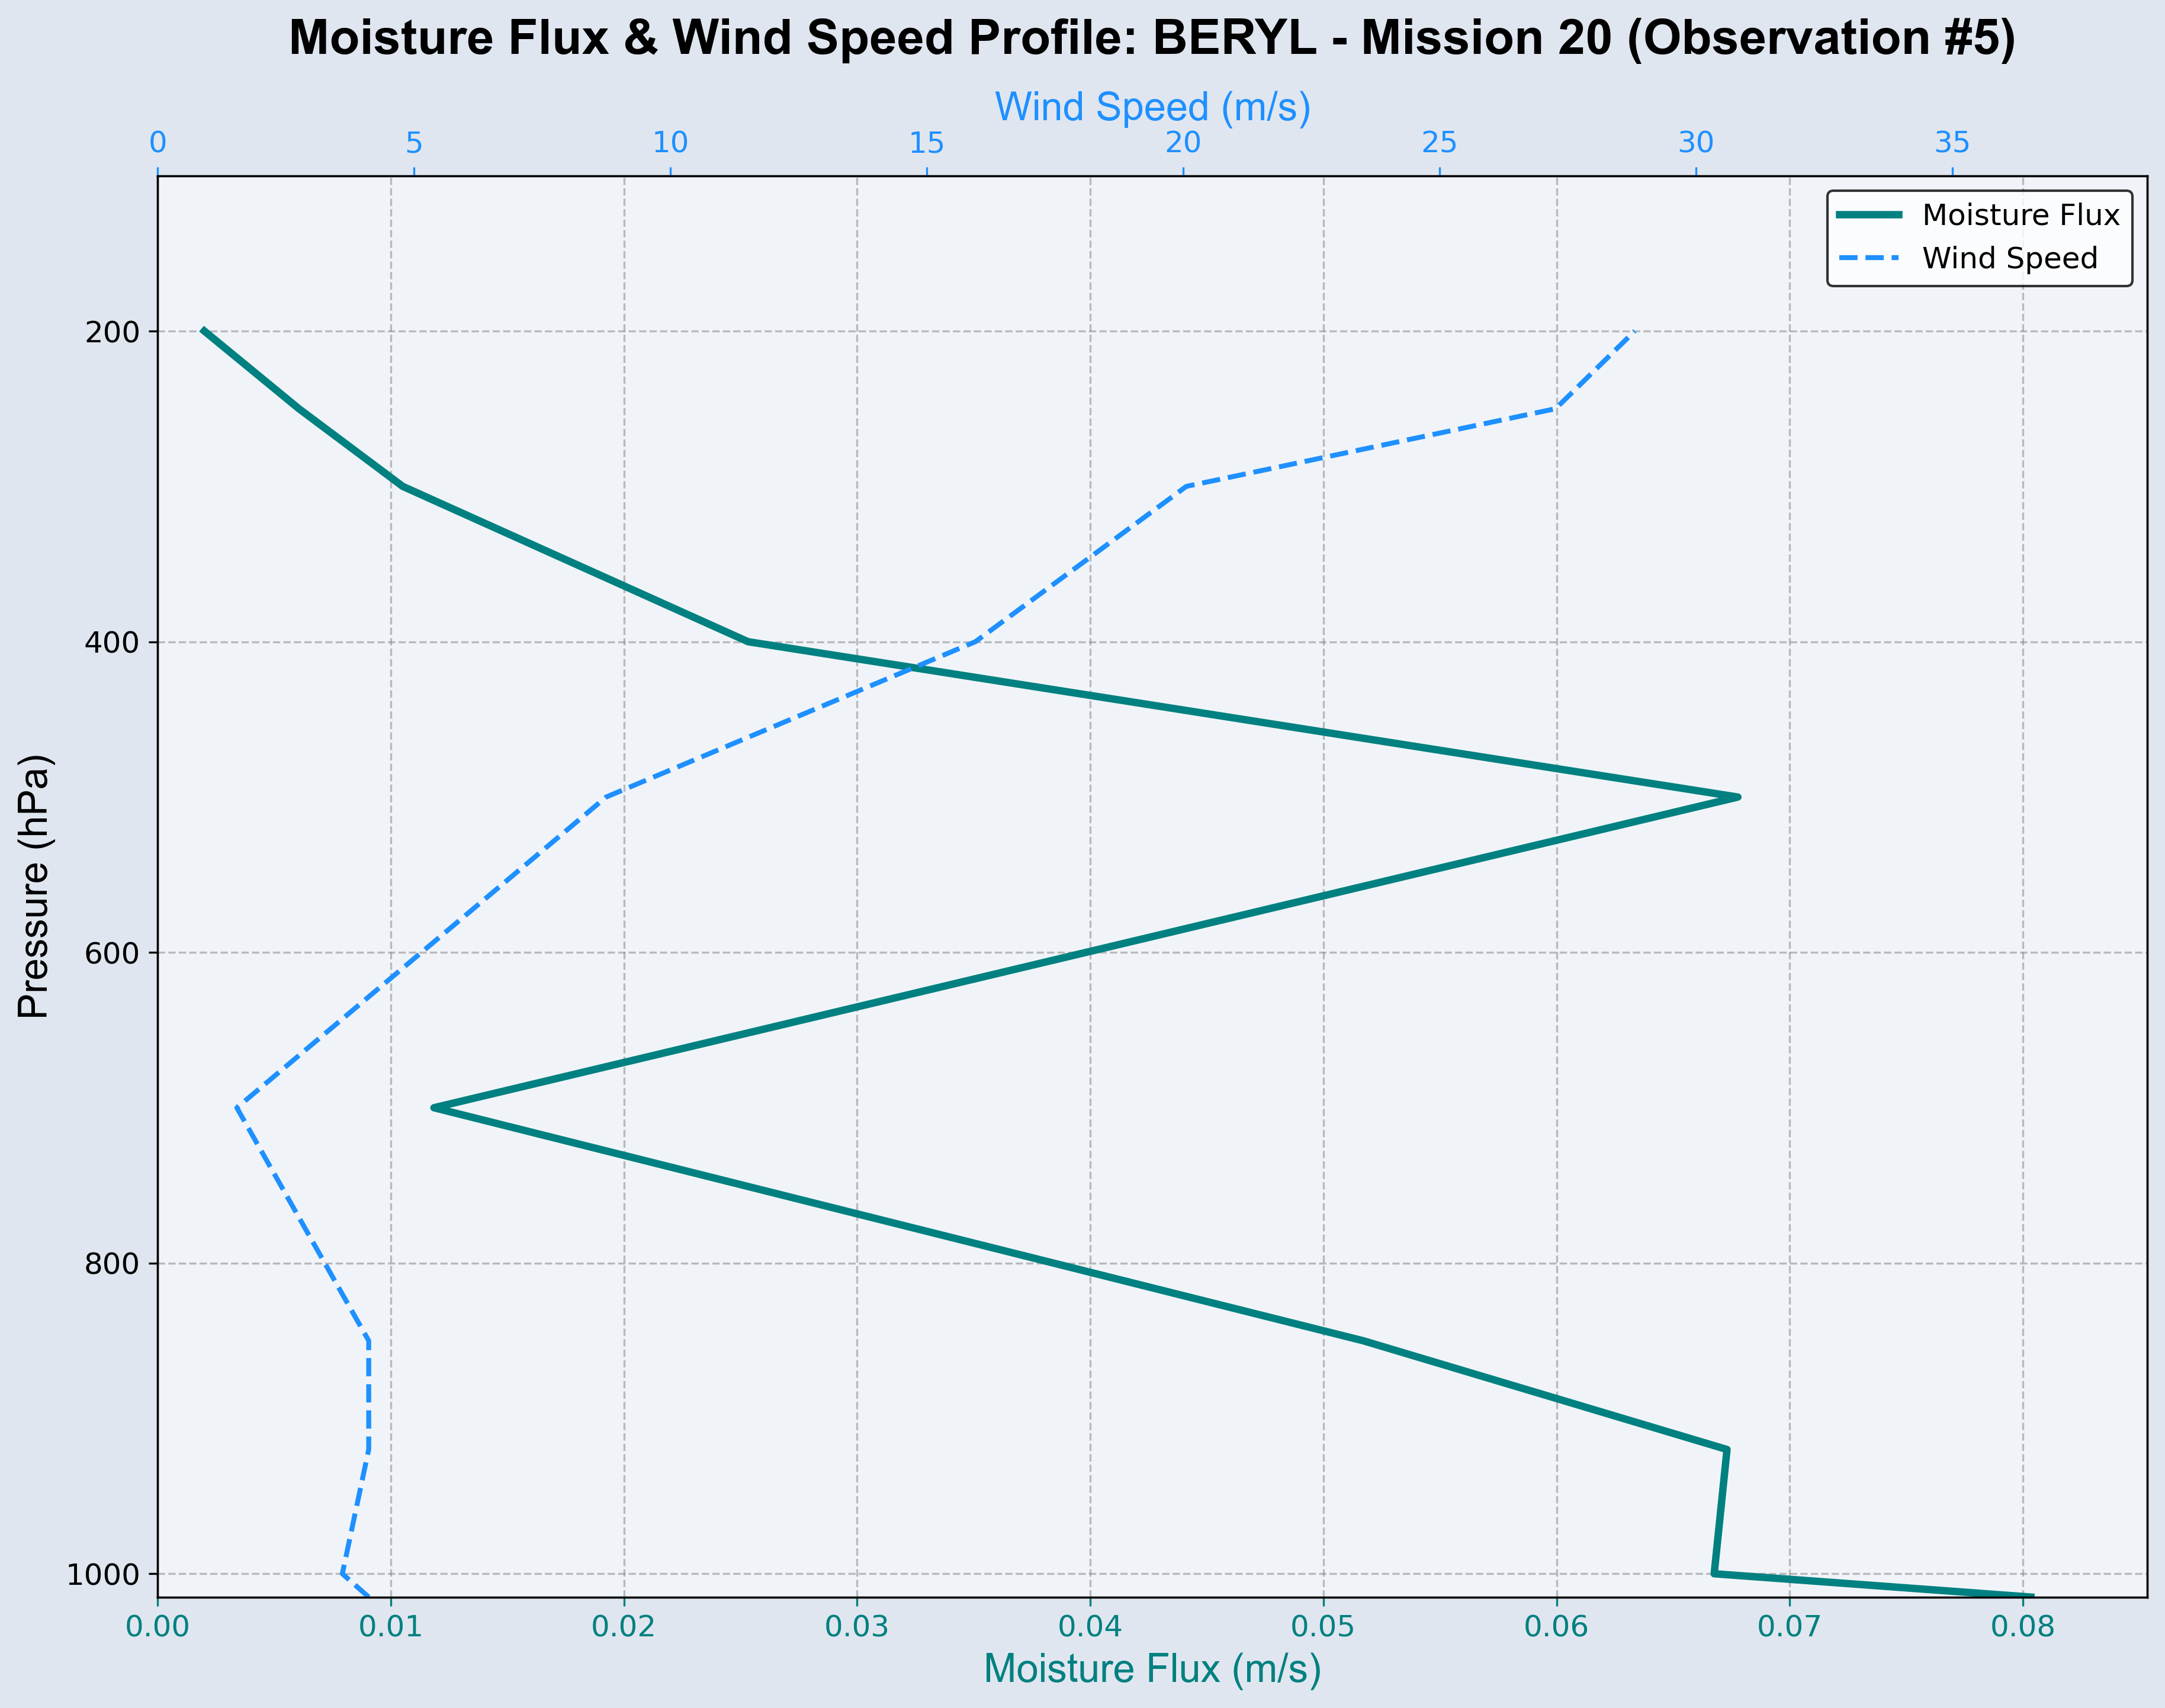 Moisture Flux & Wind Speed Profile: BERYL - Mission 20 (Observation #5)
Wind Speed (m/s)
0 5 10 15 20 25 30 35
Moisture Flux
Wind Speed
200
400
600
800
1000
Pressure (hPa)
0.00 0.01 0.02 0.03 0.04 0.05 0.06 0.07 0.08
Moisture Flux (m/s)